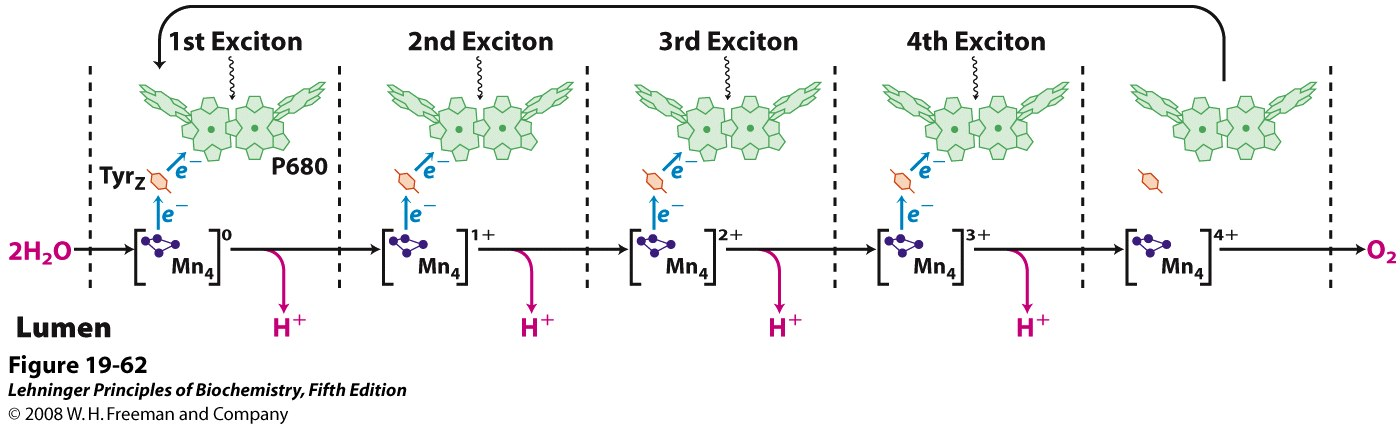 1st Exciton 2nd Exciton 3rd Exciton 4th Exciton
P680
Tyr_Z e⁻ e⁻ e⁻ e⁻
e⁻ e⁻ e⁻ e⁻
2H₂O [Mn₄]⁰ [Mn₄]¹⁺ [Mn₄]²⁺ [Mn₄]³⁺ [Mn₄]⁴⁺ O₂
H⁺ H⁺ H⁺ H⁺
Lumen
Figure 19-62
Lehninger Principles of Biochemistry, Fifth Edition
© 2008 W. H. Freeman and Company